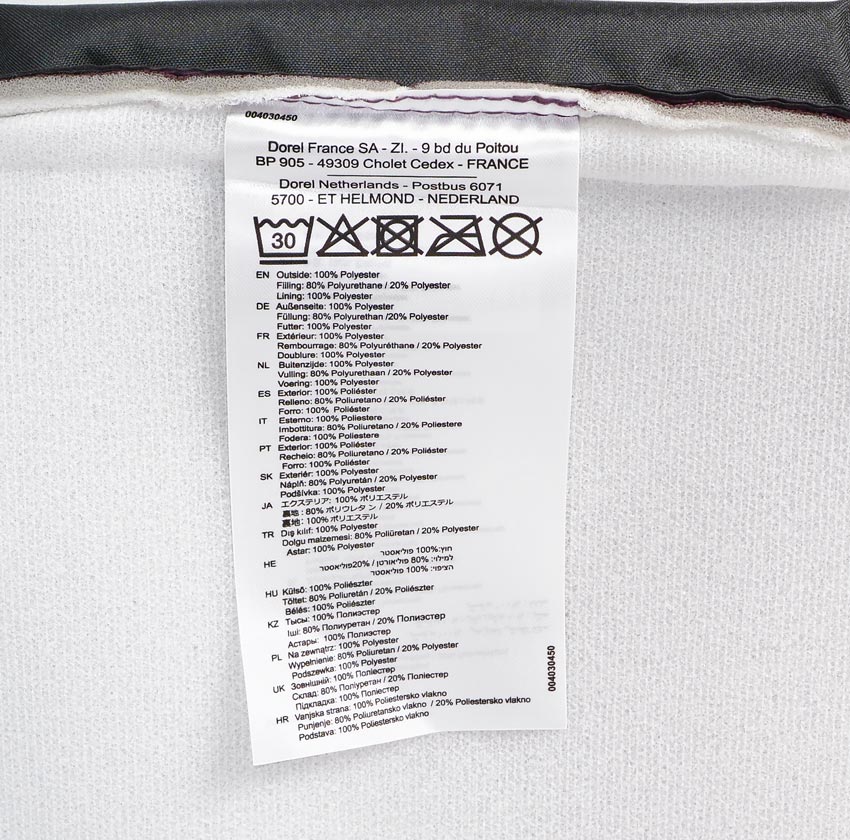 004030450
Dorel France SA - ZI. - 9 bd du Poitou
BP 905 - 49309 Cholet Cedex - FRANCE
Dorel Netherlands - Postbus 6071
5700 - ET HELMOND - NEDERLAND
30
EN Outside: 100% Polyester
Filling: 80% Polyurethane / 20% Polyester
Lining: 100% Polyester
DE Außenseite: 100% Polyester
Füllung: 80% Polyurethan /20% Polyester
Futter: 100% Polyester
FR Extérieur: 100% Polyester
Rembourrage: 80% Polyuréthane / 20% Polyester
Doublure: 100% Polyester
NL Buitenzijde: 100% Polyester
Vulling: 80% Polyurethaan / 20% Polyester
Voering: 100% Polyester
ES Exterior: 100% Poliéster
Relleno: 80% Poliuretano / 20% Poliéster
Forro: 100% Poliéster
IT Esterno: 100% Poliestere
Imbottitura: 80% Poliuretano / 20% Poliestere
Fodera: 100% Poliestere
PT Exterior: 100% Poliéster
Recheio: 80% Poliuretano / 20% Poliéster
Forro: 100% Poliéster
SK Exteriér: 100% Polyester
Náplň: 80% Polyuretán / 20% Polyester
Podšívka: 100% Polyester
JA エクステリア: 100% ポリエステル
裏地: 80% ポリウレタン / 20% ポリエステル
裏地: 100% ポリエステル
TR Dış kılıf: 100% Polyester
Dolgu malzemesi: 80% Poliüretan / 20% Polyester
Astar: 100% Polyester
HE חוץ: 100% פוליאסטר
למילוי: 80% פוליאורטן / 20% פוליאסטר
הציפוי: 100% פוליאסטר
HU Külső: 100% Poliészter
Töltet: 80% Poliuretán / 20% Poliészter
Bélés: 100% Poliészter
KZ Тысы: 100% Полиэстер
Іші: 80% Полиуретан / 20% Полиэстер
Астары: 100% Полиэстер
PL Na zewnątrz: 100% Poliester
Wypełnienie: 80% Poliuretan / 20% Poliester
Podszewka: 100% Poliester
UK Зовнішній: 100% Поліестер
Склад: 80% Поліуретан / 20% Поліестер
Підкладка: 100% Поліестер
HR Vanjska strana: 100% Poliestersko vlakno
Punjenje: 80% Poliuretansko vlakno / 20% Poliestersko vlakno
Podstava: 100% Poliestersko vlakno
004030450